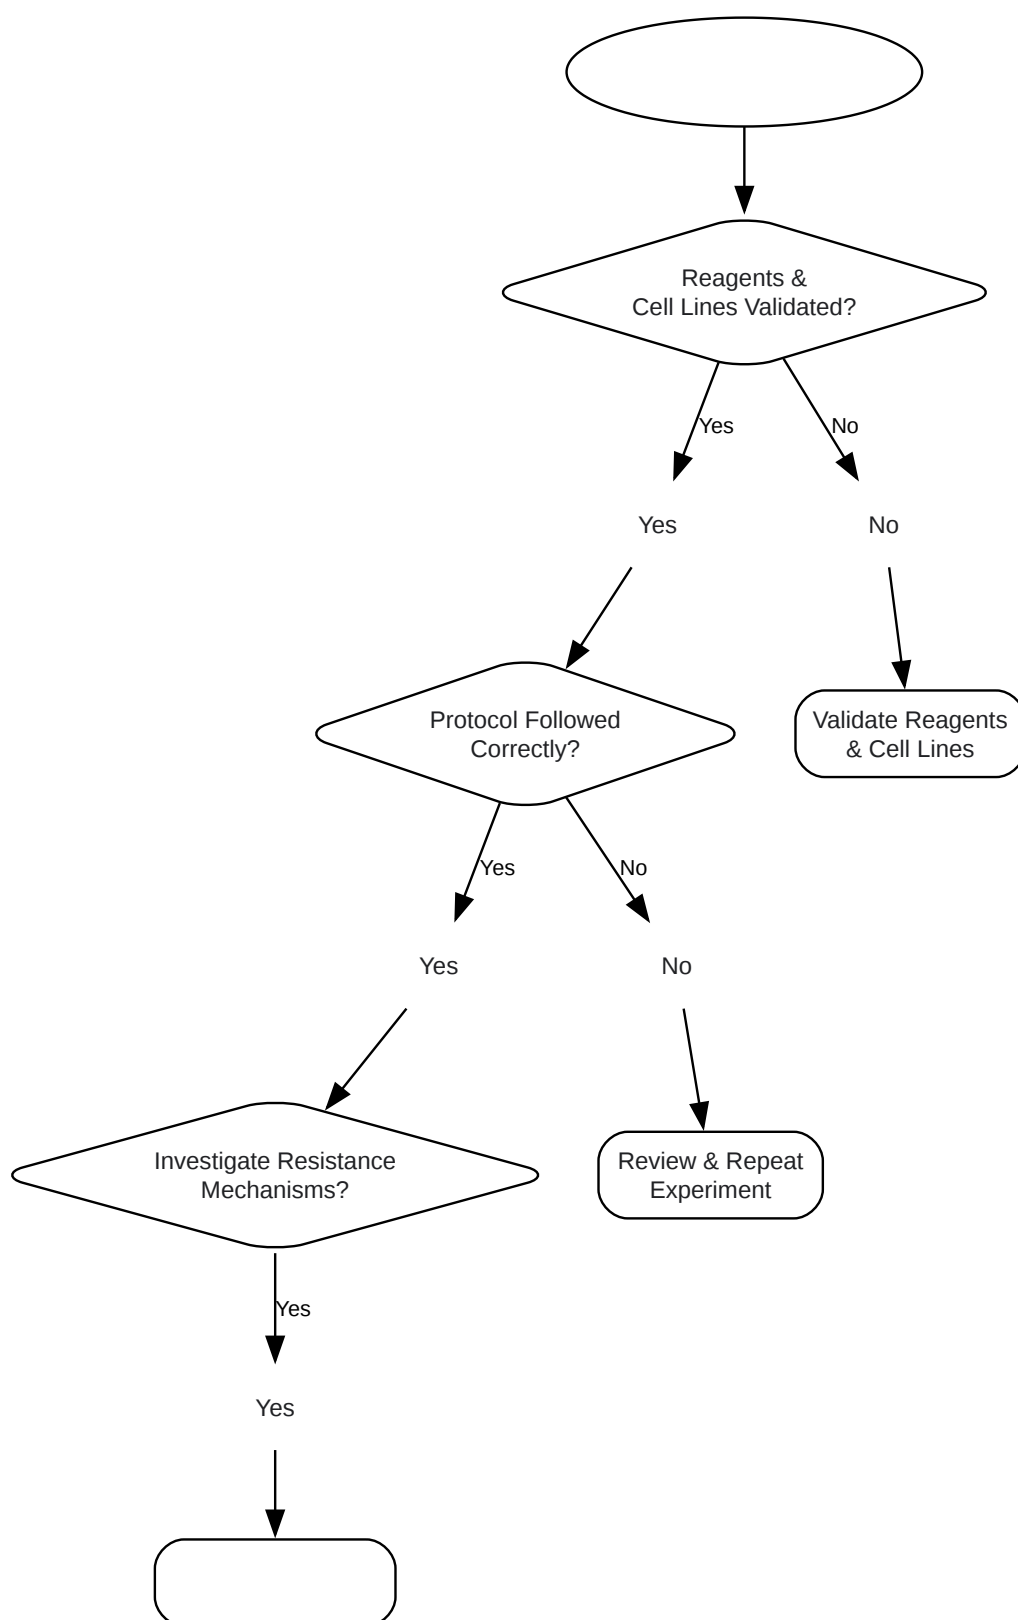 Reagents &
Cell Lines Validated?
Yes
No
Yes
No
Protocol Followed
Correctly?
Validate Reagents
& Cell Lines
Yes
No
Yes
No
Investigate Resistance
Mechanisms?
Review & Repeat
Experiment
Yes
Yes